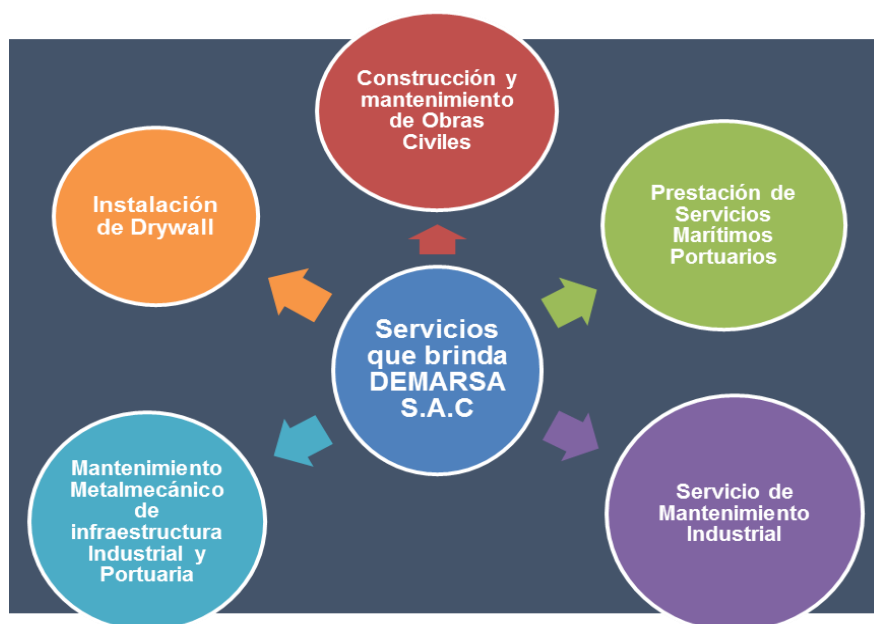 Construcción y
mantenimiento
de Obras
Civiles
Instalación
de Drywall
Prestación de
Servicios
Marítimos
Portuarios
Servicios
que brinda
DEMARSA
S.A.C
Mantenimiento
Metalmecánico
de
infraestructura
Industrial y
Portuaria
Servicio de
Mantenimiento
Industrial